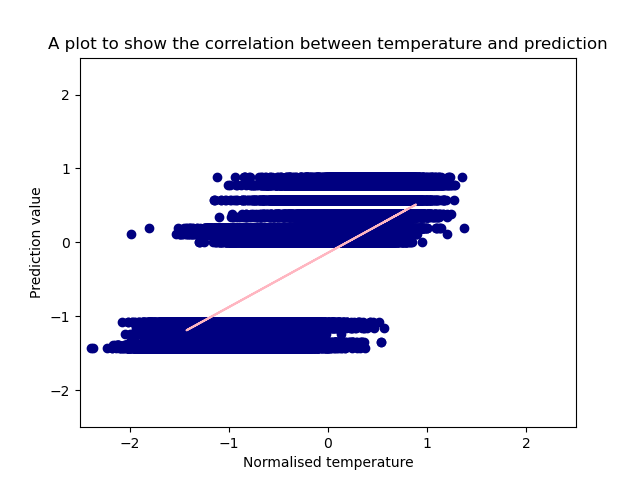 A plot to show the correlation between temperature and prediction
2
1
0
−1
−2
Prediction value
−2 −1 0 1 2
Normalised temperature